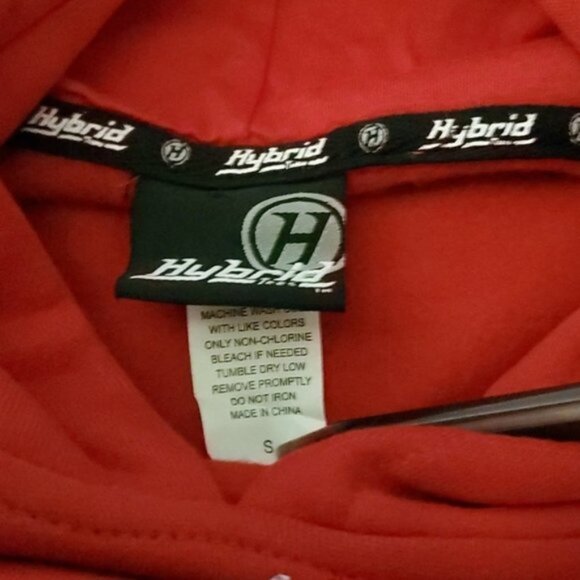 Hybrid H Hybrid H Hybrid
H
Hybrid
MACHINE WASH
WITH LIKE COLORS
ONLY NON-CHLORINE
BLEACH IF NEEDED
TUMBLE DRY LOW
REMOVE PROMPTLY
DO NOT IRON
MADE IN CHINA
S